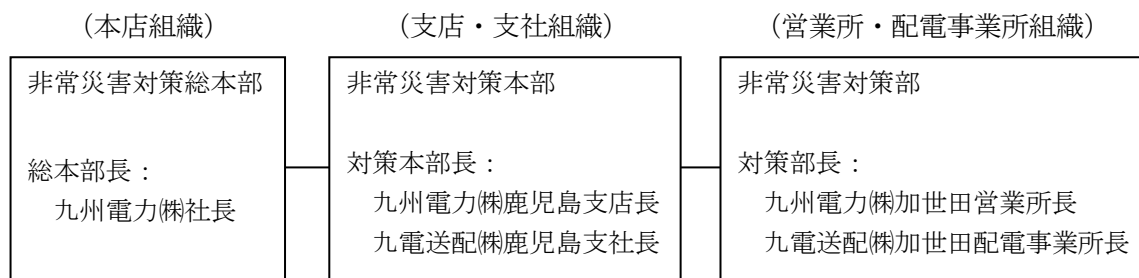 （本店組織）
（支店・支社組織）
（営業所・配電事業所組織）
非常災害対策総本部
総本部長：
九州電力㈱社長
非常災害対策本部
対策本部長：
九州電力㈱鹿児島支店長
九電送配㈱鹿児島支社長
非常災害対策部
対策部長：
九州電力㈱加世田営業所長
九電送配㈱加世田配電事業所長